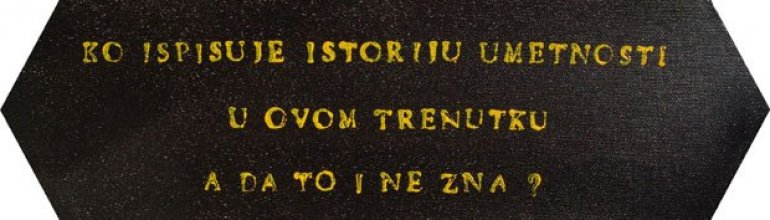 KO ISPISUJE ISTORIJU UMETNOSTI
U OVOM TRENUTKU
A DA TO I NE ZNA ?